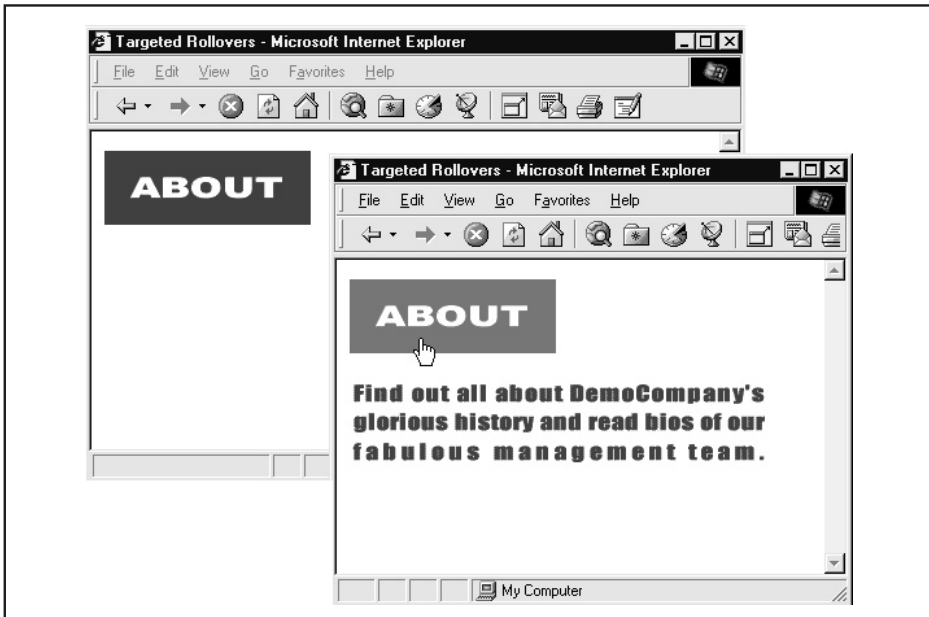 Targeted Rollovers - Microsoft Internet Explorer
File Edit View Go Favorites Help
ABOUT
Targeted Rollovers - Microsoft Internet Explorer
File Edit View Go Favorites Help
ABOUT
Find out all about DemoCompany's
glorious history and read bios of our
fabulous management team.
My Computer